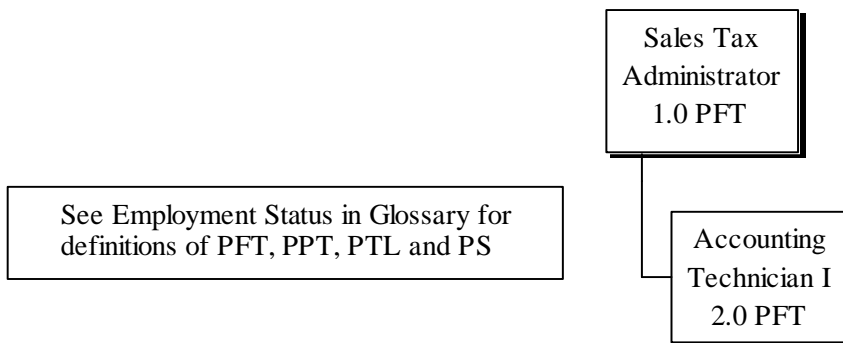 Sales Tax
Administrator
1.0 PFT
See Employment Status in Glossary for
definitions of PFT, PPT, PTL and PS
Accounting
Technician I
2.0 PFT